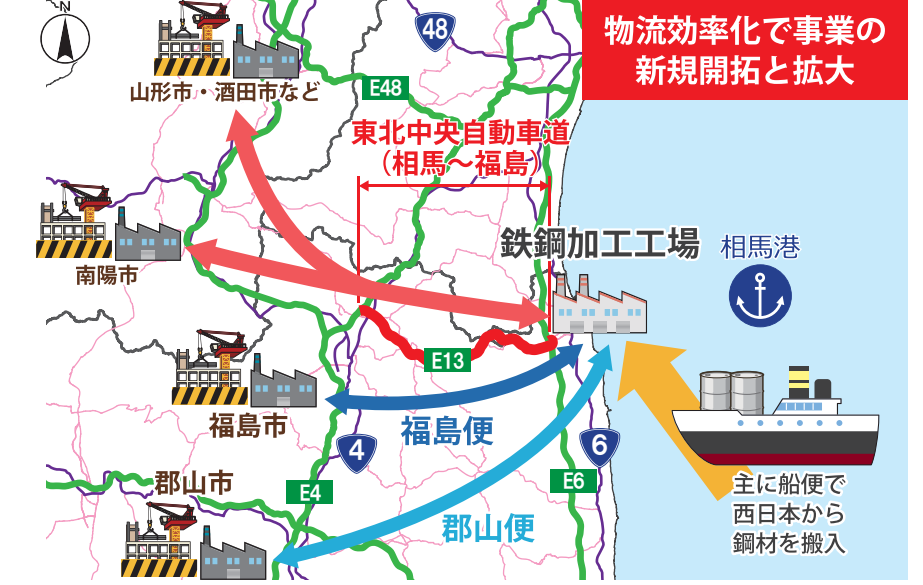 N
48
物流効率化で事業の
新規開拓と拡大
山形市・酒田市など
E48
東北中央自動車道
（相馬～福島）
鉄鋼加工工場
相馬港
南陽市
E13
福島市
福島便
4
6
郡山市
E4
E6
主に船便で
西日本から
鋼材を搬入
郡山便